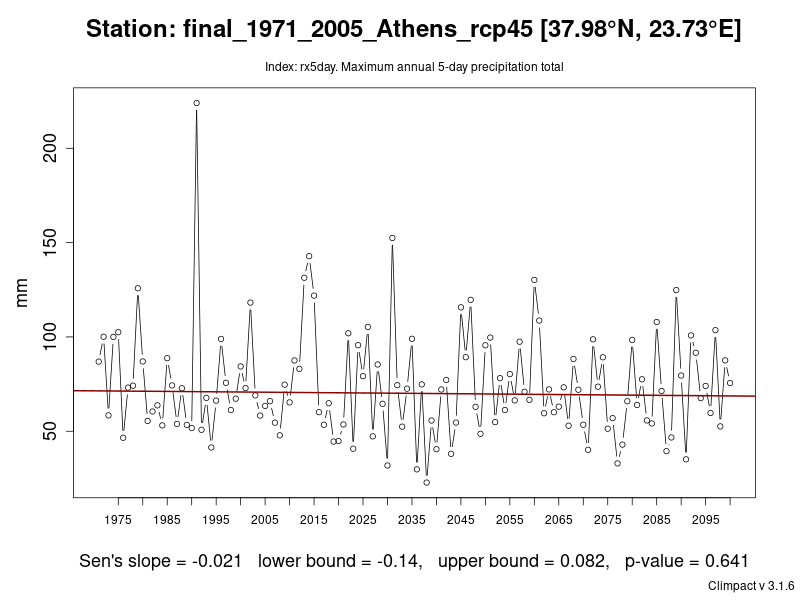 Station: final_1971_2005_Athens_rcp45 [37.98°N, 23.73°E]
Index: rx5day. Maximum annual 5-day precipitation total
mm
200
150
100
50
1975 1985 1995 2005 2015 2025 2035 2045 2055 2065 2075 2085 2095
Sen's slope = -0.021 lower bound = -0.14, upper bound = 0.082, p-value = 0.641
Climpact v 3.1.6